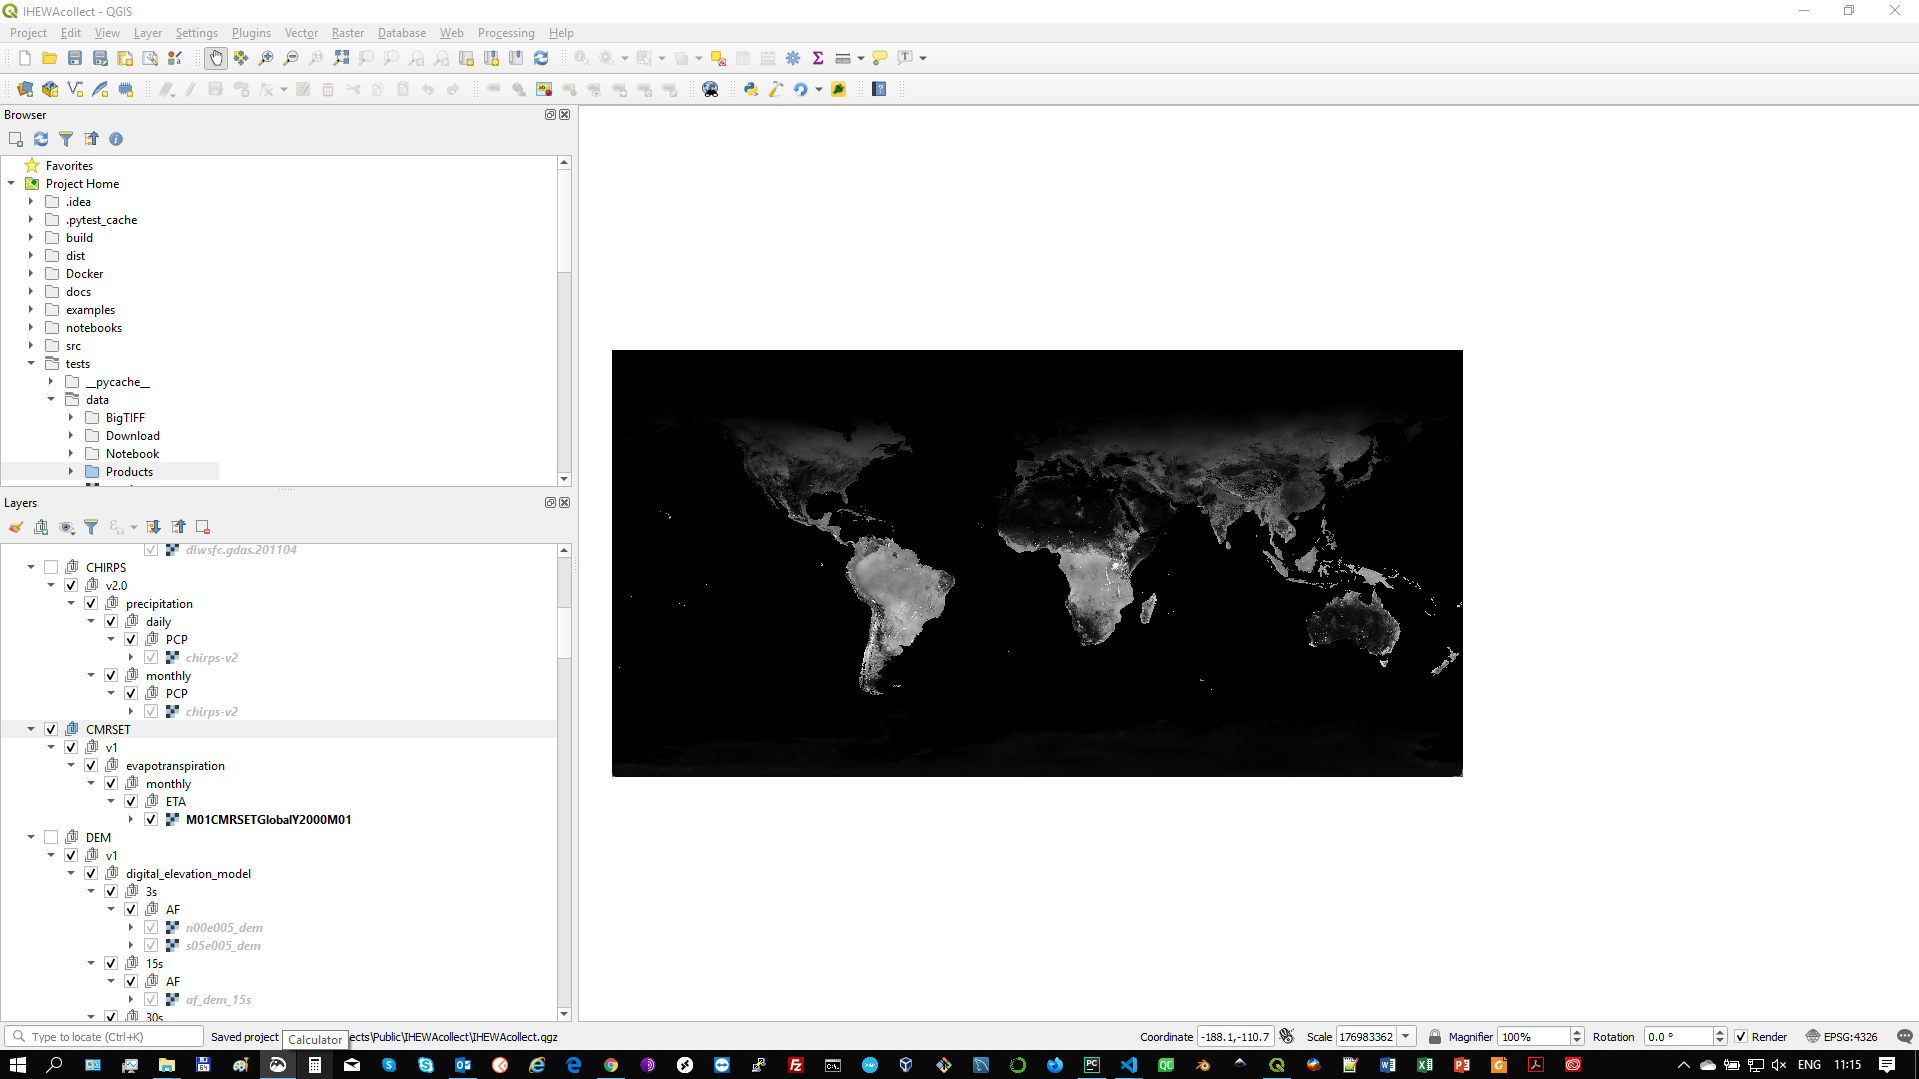 IHEWAcollect - QGIS
Project Edit View Layer Settings Plugins Vector Raster Database Web Processing Help
Browser
Favorites
Project Home
.idea
.pytest_cache
build
dist
Docker
docs
examples
notebooks
src
tests
__pycache__
data
BigTIFF
Download
Notebook
Products
Layers
dlwsfc.gdas.201104
CHIRPS
v2.0
precipitation
daily
PCP
chirps-v2
monthly
PCP
chirps-v2
CMRSET
v1
evapotranspiration
monthly
ETA
M01CMRSETGlobalY2000M01
DEM
v1
digital_elevation_model
3s
AF
n00e005_dem
s05e005_dem
15s
AF
af_dem_15s
30s
Type to locate (Ctrl+K) Saved project ects\Public\IHEWAcollect\IHEWAcollect.qgz Coordinate -188.1,-110.7 Scale 176983362 Magnifier 100% Rotation 0.0 ° Render EPSG:4326
Calculator
ENG 11:15